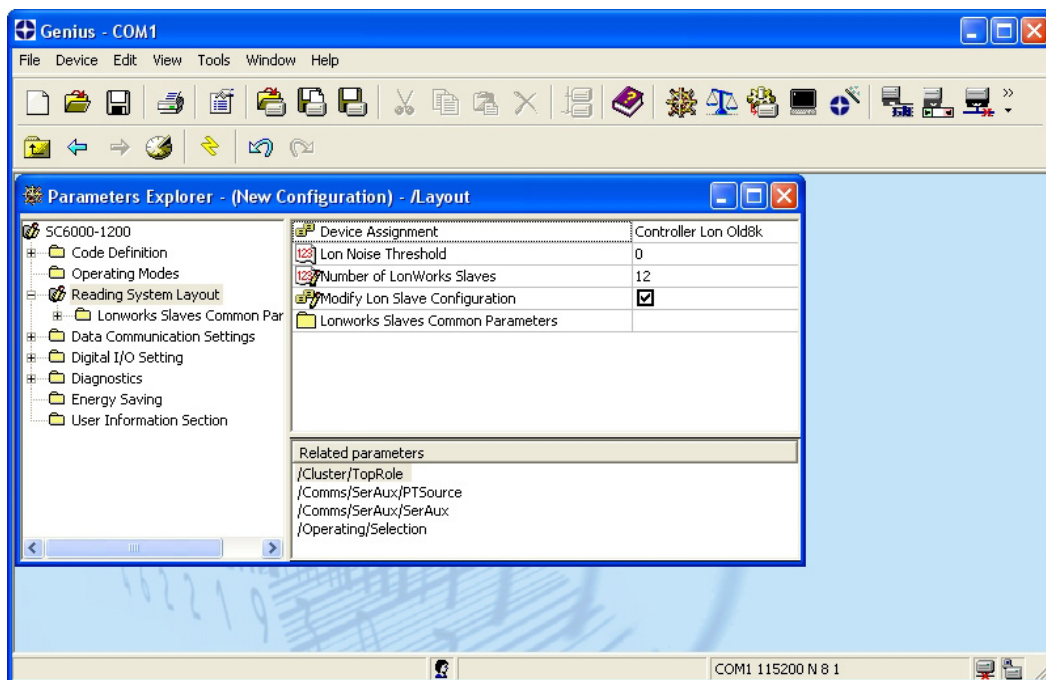 Genius - COM1
File Device Edit View Tools Window Help
Parameters Explorer - (New Configuration) - /Layout
SC6000-1200
Code Definition
Operating Modes
Reading System Layout
Lonworks Slaves Common Par
Data Communication Settings
Digital I/O Setting
Diagnostics
Energy Saving
User Information Section
Device Assignment Controller Lon Old8k
123 Lon Noise Threshold 0
123 Number of LonWorks Slaves 12
Modify Lon Slave Configuration
Lonworks Slaves Common Parameters
Related parameters
/Cluster/TopRole
/Comms/SerAux/PTSource
/Comms/SerAux/SerAux
/Operating/Selection
COM1 115200 N 8 1